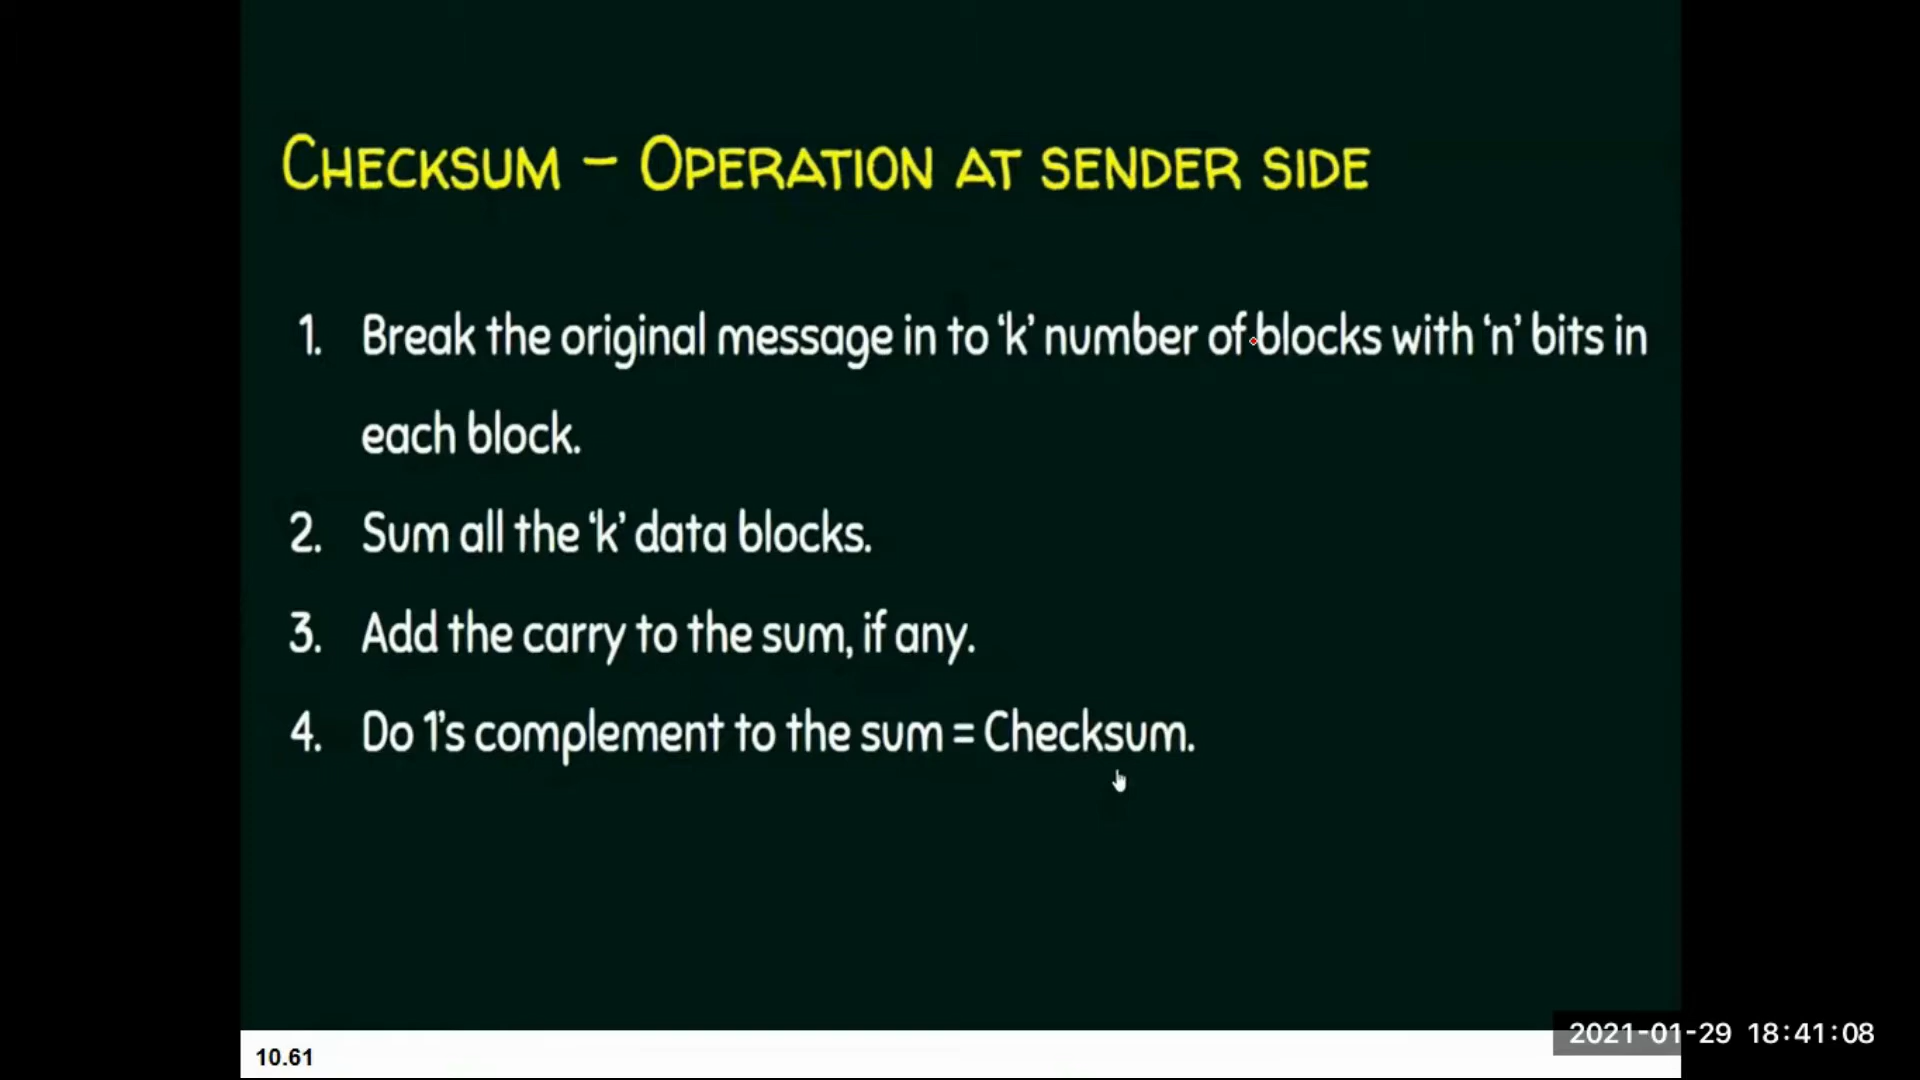 CHECKSUM – OPERATION AT SENDER SIDE
1. Break the original message in to ‘k’ number of blocks with ‘n’ bits in
each block.
2. Sum all the ‘k’ data blocks.
3. Add the carry to the sum, if any.
4. Do 1’s complement to the sum = Checksum.
10.61
2021-01-29 18:41:08